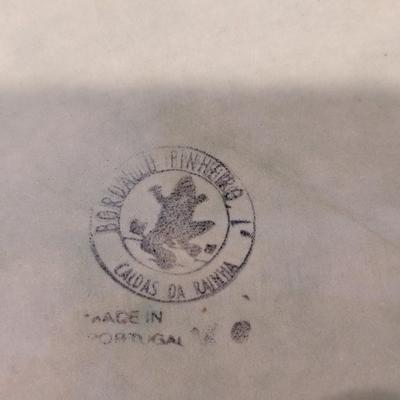 BORDALLO PINHEIRO, L
CALDAS DA RAINHA
MADE IN
PORTUGAL